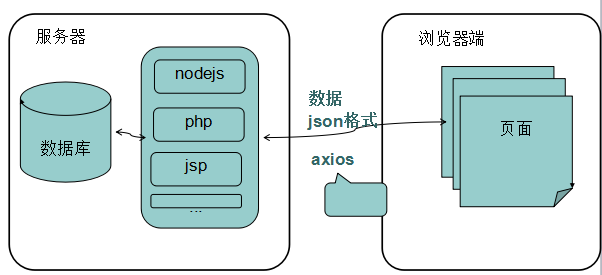 服务器
浏览器端
nodejs
数据
json格式
php
页面
数据库
axios
jsp
...